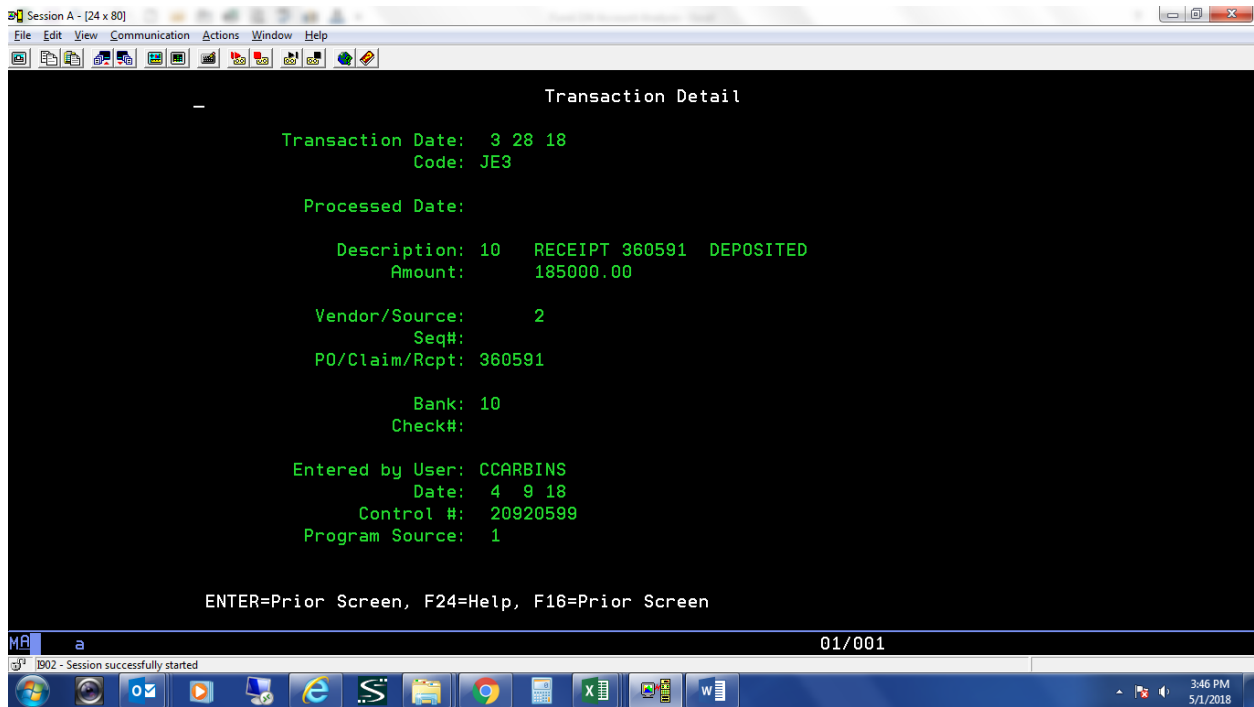 Session A - [24 x 80]
File Edit View Communication Actions Window Help
Transaction Detail
Transaction Date: 3 28 18
Code: JE3
Processed Date:
Description: 10 RECEIPT 360591 DEPOSITED
Amount: 185000.00
Vendor/Source: 2
Seq#:
PO/Claim/Rcpt: 360591
Bank: 10
Check#:
Entered by User: CCARBINS
Date: 4 9 18
Control #: 20920599
Program Source: 1
ENTER=Prior Screen, F24=Help, F16=Prior Screen
MA a 01/001
I902 - Session successfully started
3:46 PM
5/1/2018